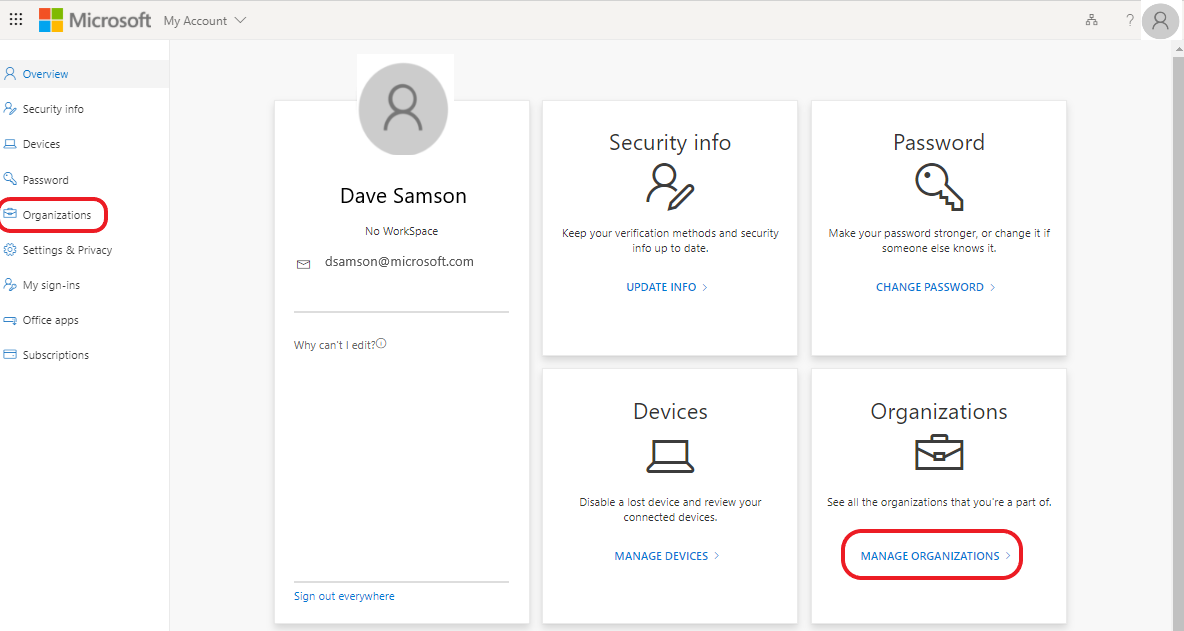 Microsoft My Account ?
Overview
Security info
Devices
Password
Organizations
Settings & Privacy
My sign-ins
Office apps
Subscriptions
Dave Samson
No WorkSpace
dsamson@microsoft.com
Why can't I edit?
Sign out everywhere
Security info
Keep your verification methods and security
info up to date.
UPDATE INFO >
Password
Make your password stronger, or change it if
someone else knows it.
CHANGE PASSWORD >
Devices
Disable a lost device and review your
connected devices.
MANAGE DEVICES >
Organizations
See all the organizations that you're a part of.
MANAGE ORGANIZATIONS >